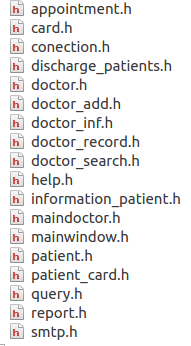 appointment.h
card.h
conection.h
discharge_patients.h
doctor.h
doctor_add.h
doctor_inf.h
doctor_record.h
doctor_search.h
help.h
information_patient.h
maindoctor.h
mainwindow.h
patient.h
patient_card.h
query.h
report.h
smtp.h